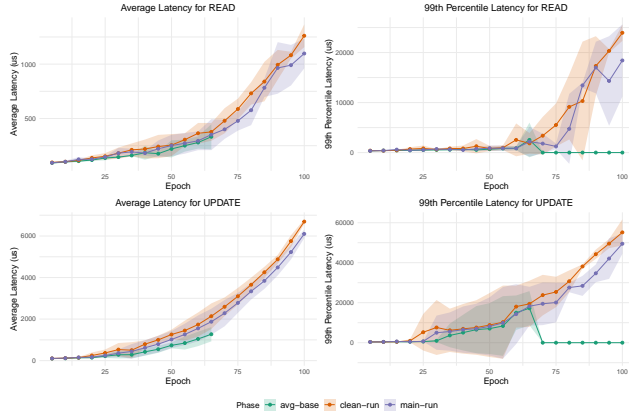 Average Latency for READ
99th Percentile Latency for READ
Average Latency (us)
1000
500
25
50
75
100
Epoch
99th Percentile Latency (us)
20000
10000
0
25
50
75
100
Epoch
Average Latency for UPDATE
99th Percentile Latency for UPDATE
Average Latency (us)
6000
4000
2000
0
25
50
75
100
Epoch
99th Percentile Latency (us)
60000
40000
20000
0
25
50
75
100
Epoch
Phase avg-base clean-run main-run